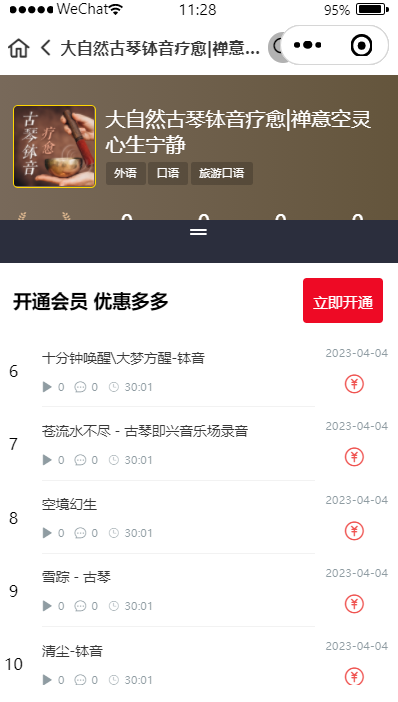 WeChat 11:28 95%
大自然古琴钵音疗愈|禅意...
古琴钵音
疗愈
大自然古琴钵音疗愈|禅意空灵
心生宁静
外语 口语 旅游口语
开通会员 优惠多多 立即开通
6 十分钟唤醒\大梦方醒-钵音 2023-04-04
0 0 30:01
7 苍流水不尽 - 古琴即兴音乐场录音 2023-04-04
0 0 30:01
8 空境幻生 2023-04-04
0 0 30:01
9 雪踪 - 古琴 2023-04-04
0 0 30:01
10 清尘-钵音 2023-04-04
0 0 30:01